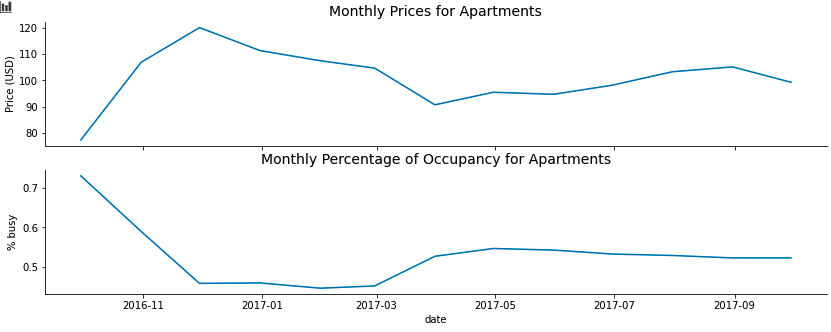 Monthly Prices for Apartments
120
110
100
90
80
Price (USD)
Monthly Percentage of Occupancy for Apartments
0.7
0.6
0.5
% busy
2016-11 2017-01 2017-03 2017-05 2017-07 2017-09
date